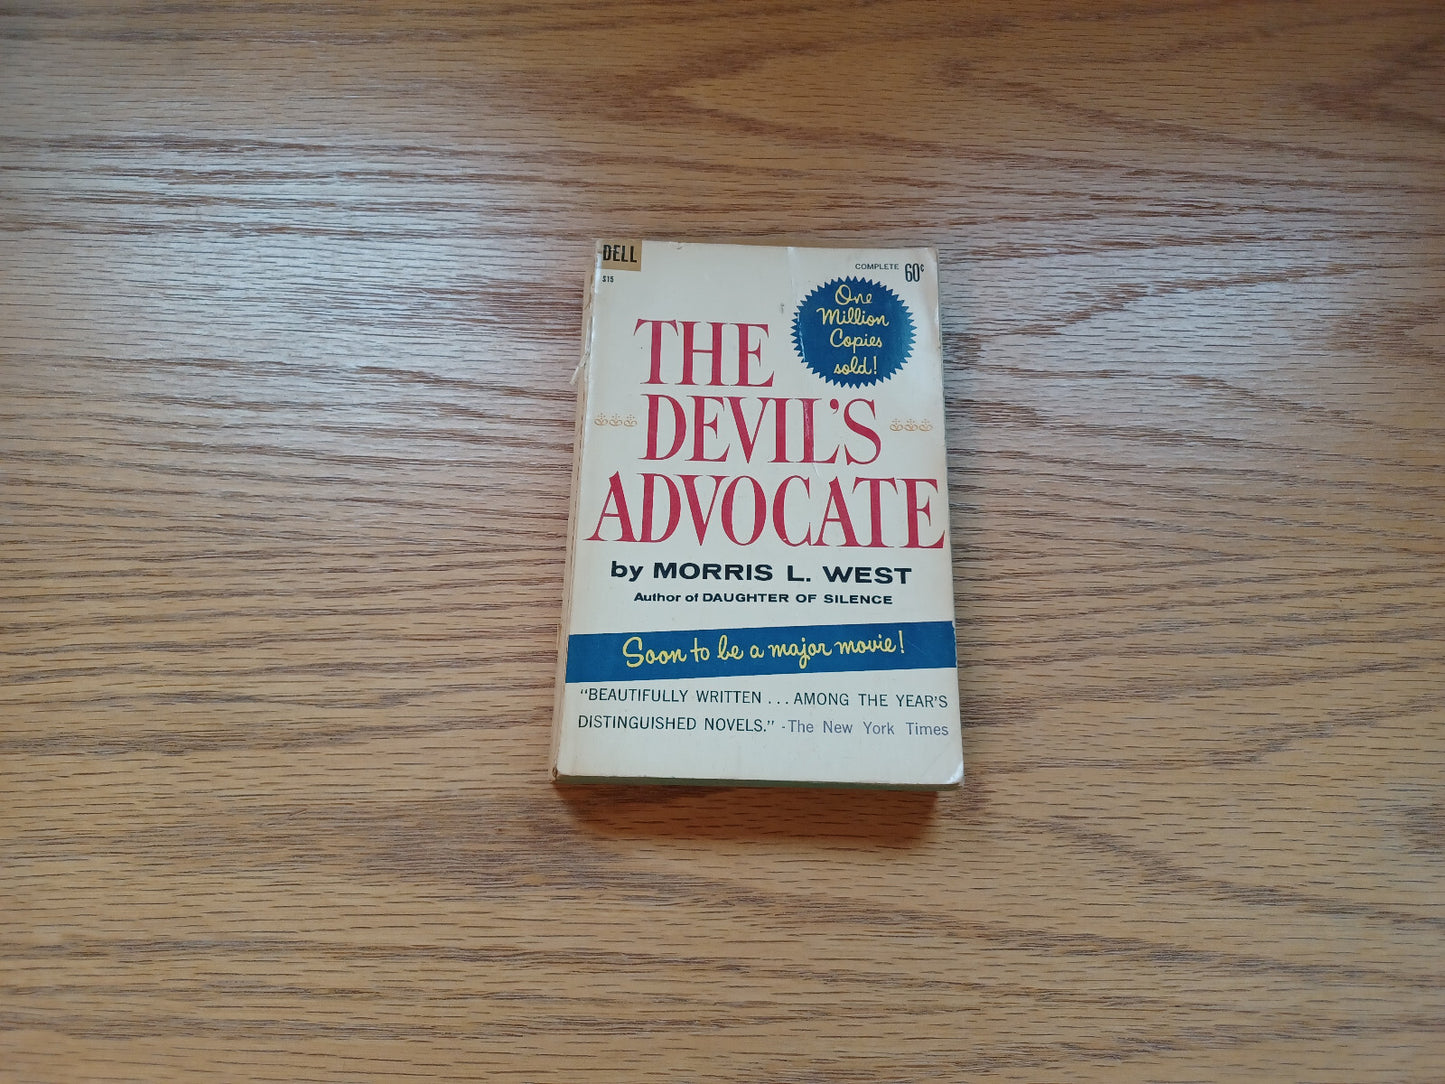 DELL
S15
COMPLETE 60¢
One
Million
Copies
sold!
THE
DEVIL'S
ADVOCATE
by MORRIS L. WEST
Author of DAUGHTER OF SILENCE
Soon to be a major movie!
"BEAUTIFULLY WRITTEN ... AMONG THE YEAR'S
DISTINGUISHED NOVELS." -The New York Times